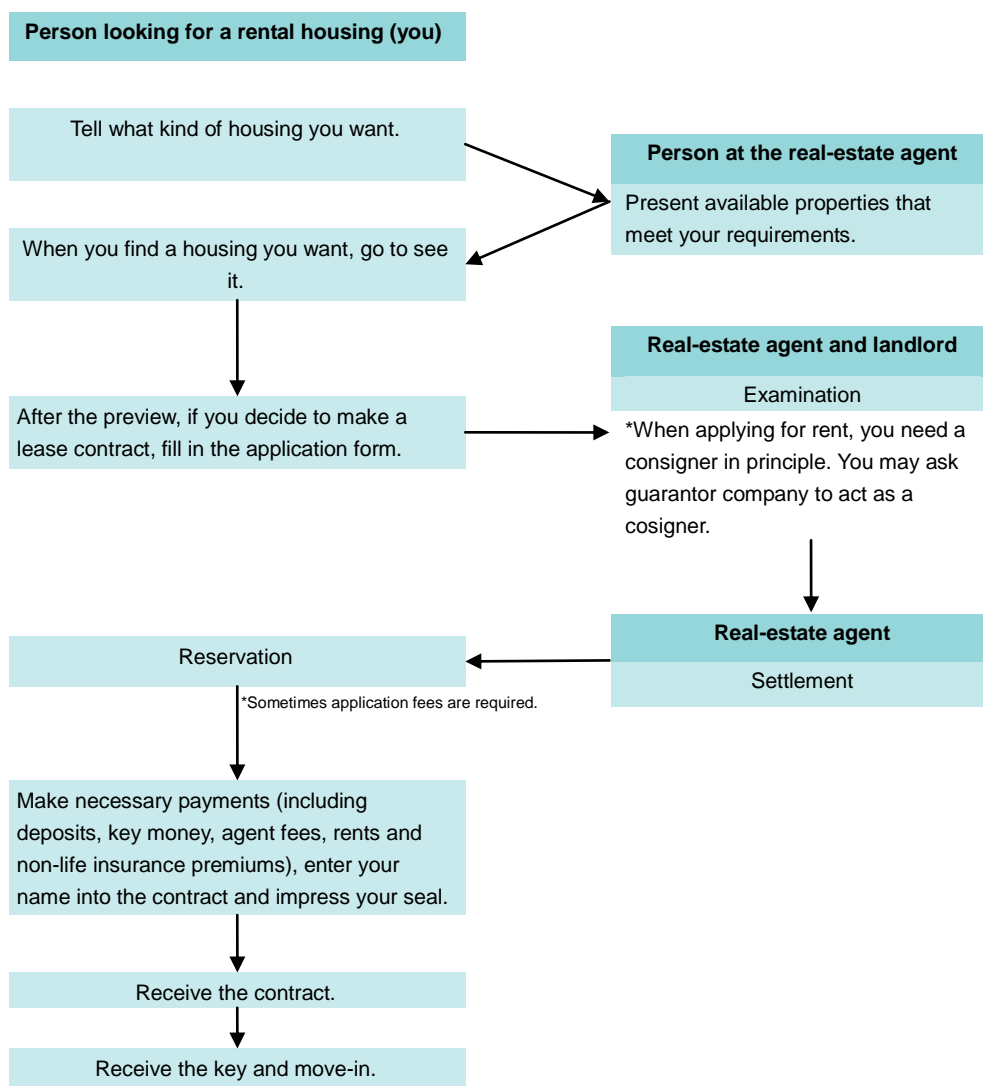 Person looking for a rental housing (you)
Tell what kind of housing you want.
Person at the real-estate agent
Present available properties that
meet your requirements.
When you find a housing you want, go to see
it.
Real-estate agent and landlord
Examination
After the preview, if you decide to make a
lease contract, fill in the application form.
*When applying for rent, you need a
consigner in principle. You may ask
guarantor company to act as a
cosigner.
Real-estate agent
Settlement
Reservation
*Sometimes application fees are required.
Make necessary payments (including
deposits, key money, agent fees, rents and
non-life insurance premiums), enter your
name into the contract and impress your seal.
Receive the contract.
Receive the key and move-in.